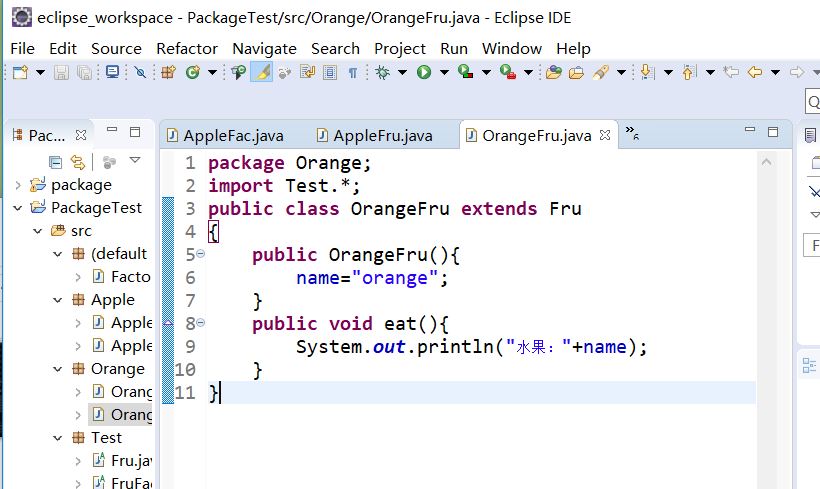 eclipse_workspace - PackageTest/src/Orange/OrangeFru.java - Eclipse IDE
File Edit Source Refactor Navigate Search Project Run Window Help
Pac...
AppleFac.java
AppleFru.java
OrangeFru.java
package
PackageTest
src
(default
Facto
Apple
Apple
Apple
Orange
Orang
Orang
Test
Fru.ja
FruFac
1 package Orange;
2 import Test.*;
3 public class OrangeFru extends Fru
4 {
5 public OrangeFru(){
6 name="orange";
7 }
8 public void eat(){
9 System.out.println("水果："+name);
10 }
11 }